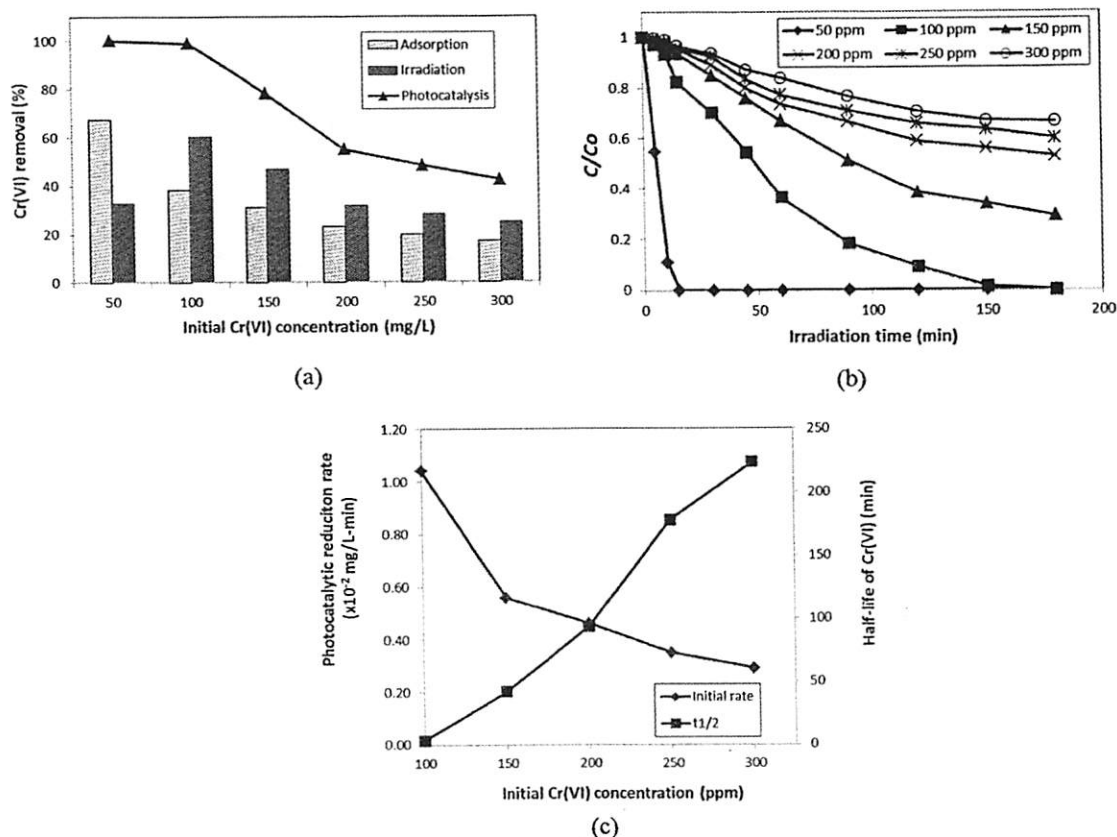 100
80
60
40
20
0
Cr(VI) removal (%)
Adsorption
Irradiation
Photocatalysis
50 100 150 200 250 300
Initial Cr(VI) concentration (mg/L)
(a)
1
0.8
0.6
0.4
0.2
0
C/Co
50 ppm 100 ppm 150 ppm
200 ppm 250 ppm 300 ppm
0 50 100 150 200
Irradiation time (min)
(b)
1.20
1.00
0.80
0.60
0.40
0.20
0.00
Photocatalytic reduciton rate
(x10⁻² mg/L-min)
250
200
150
100
50
0
Half-life of Cr(VI) (min)
Initial rate
t1/2
100 150 200 250 300
Initial Cr(VI) concentration (ppm)
(c)